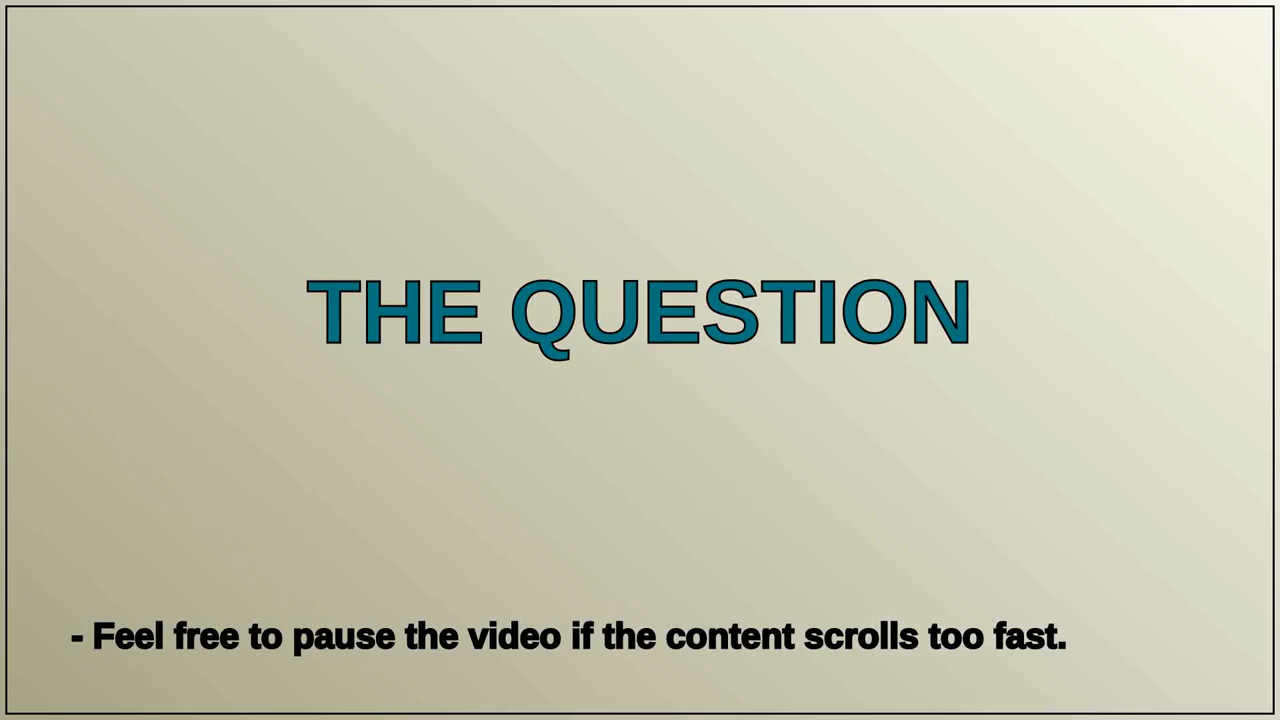 THE QUESTION
- Feel free to pause the video if the content scrolls too fast.